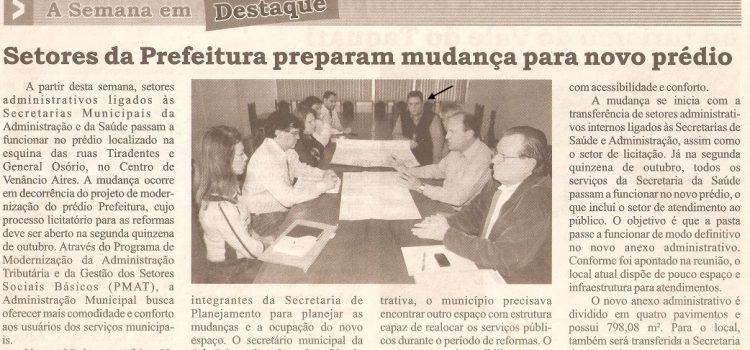 A Semana em Destaque
Setores da Prefeitura preparam mudança para novo prédio
A partir desta semana, setores
administrativos ligados às
Secretarias Municipais da
Administração e da Saúde passam a
funcionar no prédio localizado na
esquina das ruas Tiradentes e
General Osório, no Centro de
Venâncio Aires. A mudança ocorre
em decorrência do projeto de moder-
nização do prédio Prefeitura, cujo
processo licitatório para as reformas
deve ser aberto na segunda quinzena
de outubro. Através do Programa de
Modernização da Administração
Tributária e da Gestão dos Setores
Sociais Básicos (PMAT), a
Administração Municipal busca
oferecer mais comodidade e conforto
aos usuários dos serviços municipa-
is.
integrantes da Secretaria de
Planejamento para planejar as
mudanças e a ocupação do novo
espaço. O secretário municipal da
trativa, o município precisava
encontrar outro espaço com estrutura
capaz de realocar os serviços públi-
cos durante o período de reformas. O
com acessibilidade e conforto.
A mudança se inicia com a
transferência de setores administrati-
vos internos ligados às Secretarias de
Saúde e Administração, assim como
o setor de licitação. Já na segunda
quinzena de outubro, todos os
serviços da Secretaria da Saúde
passam a funcionar no novo prédio, o
que inclui o setor de atendimento ao
público. O objetivo é que a pasta
passe a funcionar de modo definitivo
no novo anexo administrativo.
Conforme foi apontado na reunião, o
local atual dispõe de pouco espaço e
infraestrutura para atendimentos.
O novo anexo administrativo é
dividido em quatro pavimentos e
possui 798,08 m². Para o local,
também será transferida a Secretaria